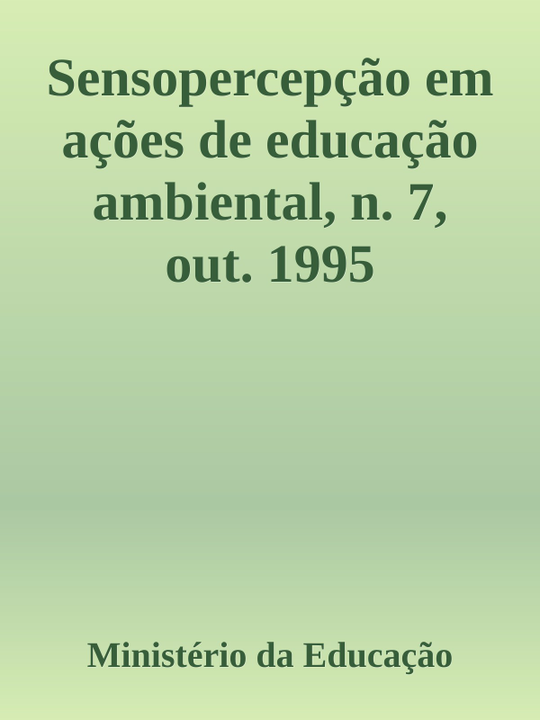 Sensopercepção em
ações de educação
ambiental, n. 7,
out. 1995
Ministério da Educação